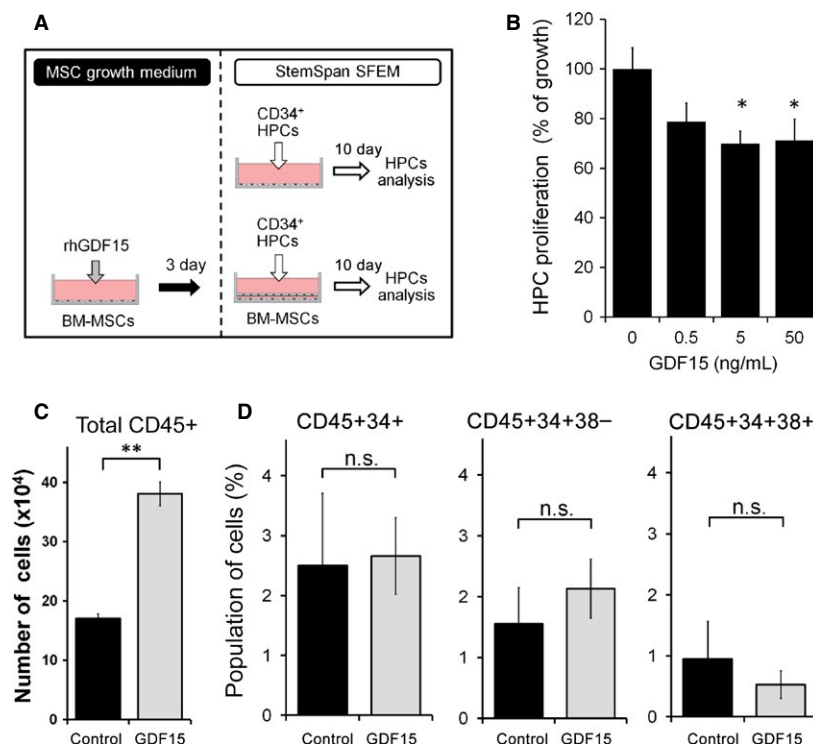 A
MSC growth medium
StemSpan SFEM
CD34+
HPCs
10 day
HPCs
analysis
rhGDF15
3 day
BM-MSCs
CD34+
HPCs
10 day
HPCs
analysis
BM-MSCs
B
HPC proliferation (% of growth)
120
100
80
60
40
20
0
*
*
0 0.5 5 50
GDF15 (ng/mL)
C
Total CD45+
**
Number of cells (x10⁴)
40
30
20
10
0
Control GDF15
D
Population of cells (%)
CD45+34+
n.s.
4
3
2
1
0
Control GDF15
CD45+34+38–
n.s.
4
3
2
1
0
Control GDF15
CD45+34+38+
n.s.
4
3
2
1
0
Control GDF15